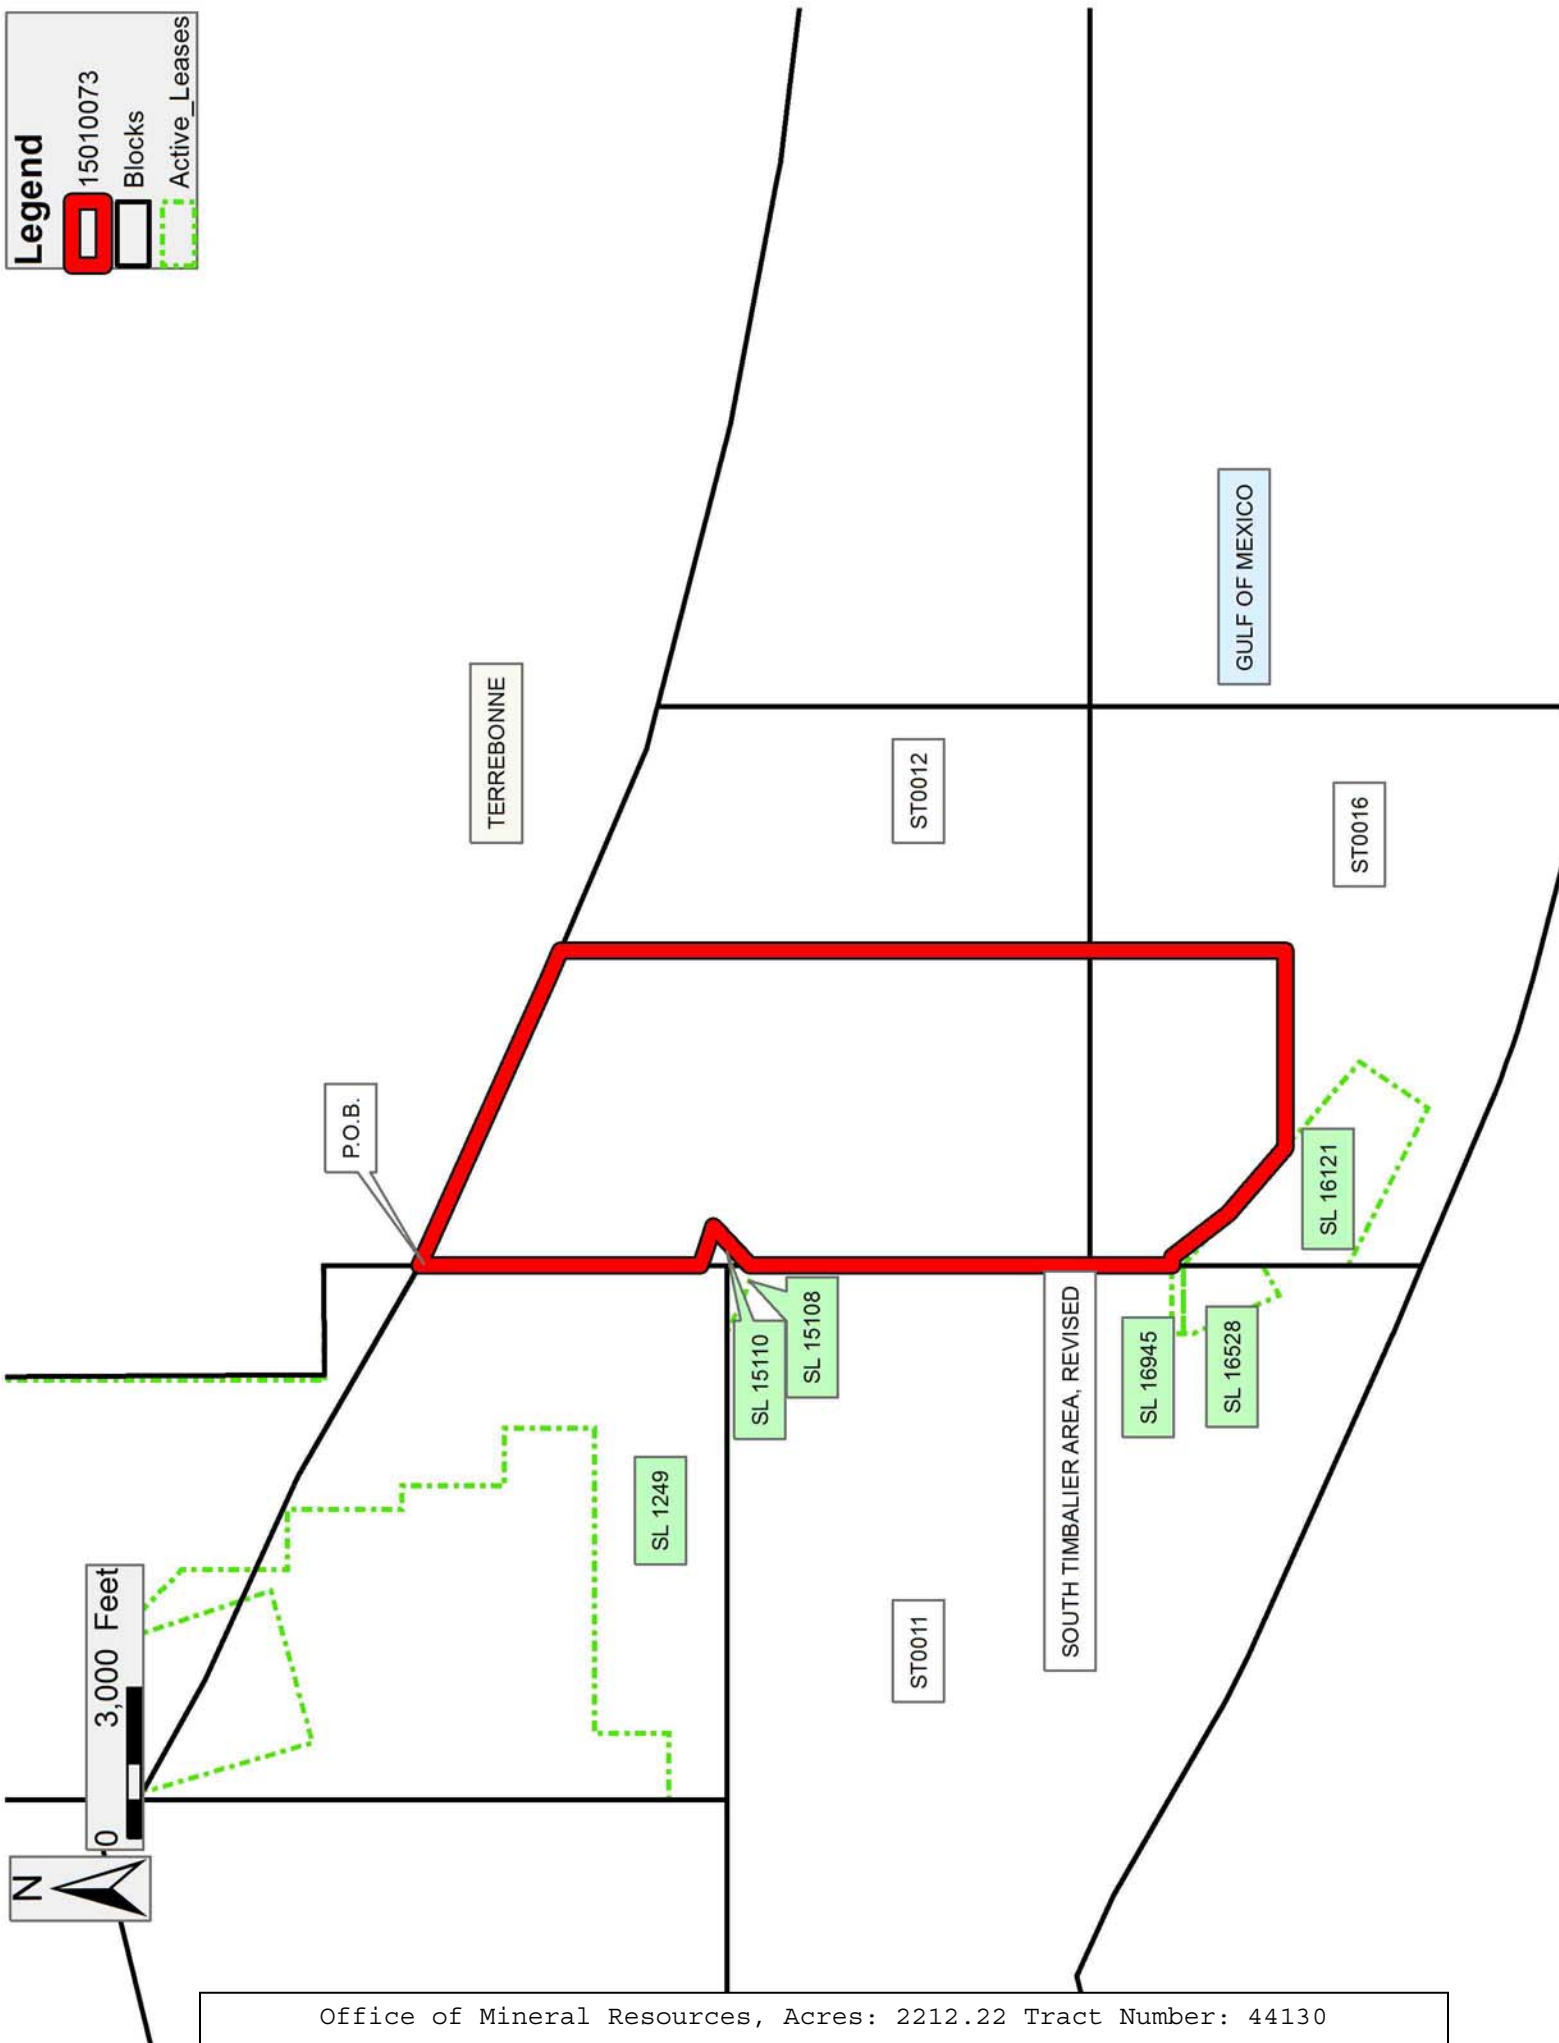 Legend
15010073
Blocks
Active_Leases
N
0 3,000 Feet
P.O.B.
TERREBONNE
SL 1249
SL 15110
SL 15108
ST0011
ST0012
SOUTH TIMBALIER AREA, REVISED
SL 16945
SL 16528
SL 16121
GULF OF MEXICO
ST0016
Office of Mineral Resources, Acres: 2212.22 Tract Number: 44130